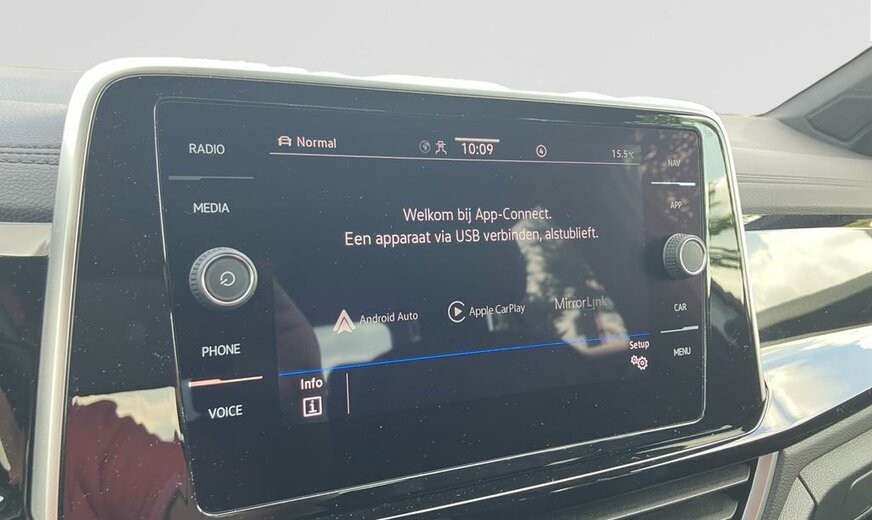 RADIO
MEDIA
PHONE
VOICE
Normal
10:09
15.5°C
Welkom bij App-Connect.
Een apparaat via USB verbinden, alstublieft.
Android Auto
Apple CarPlay
MirrorLink
Info
i
Setup
NAV
APP
CAR
MENU